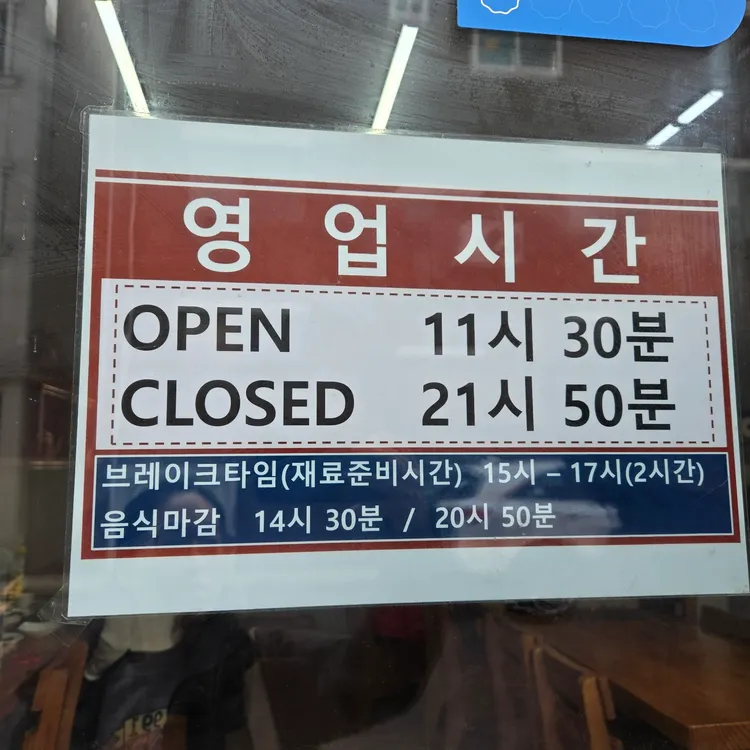 영업시간
OPEN 11시 30분
CLOSED 21시 50분
브레이크타임(재료준비시간) 15시 – 17시(2시간)
음식마감 14시 30분 / 20시 50분